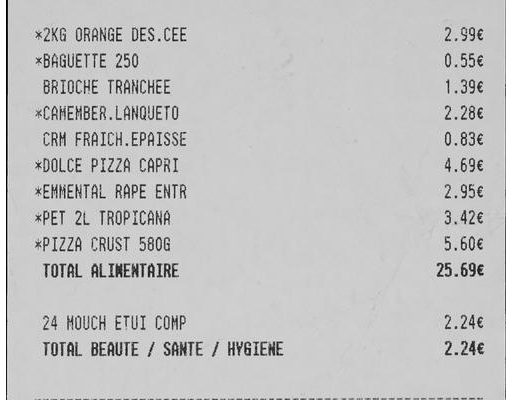 *2KG ORANGE DES.CEE 2.99€
*BAGUETTE 250 0.55€
BRIOCHE TRANCHEE 1.39€
*CAMEMBER.LANQUETO 2.28€
CRM FRAICH.EPAISSE 0.83€
*DOLCE PIZZA CAPRI 4.69€
*EMMENTAL RAPE ENTR 2.95€
*PET 2L TROPICANA 3.42€
*PIZZA CRUST 580G 5.60€
TOTAL ALIMENTAIRE 25.69€
24 MOUCH ETUI COMP 2.24€
TOTAL BEAUTE / SANTE / HYGIENE 2.24€